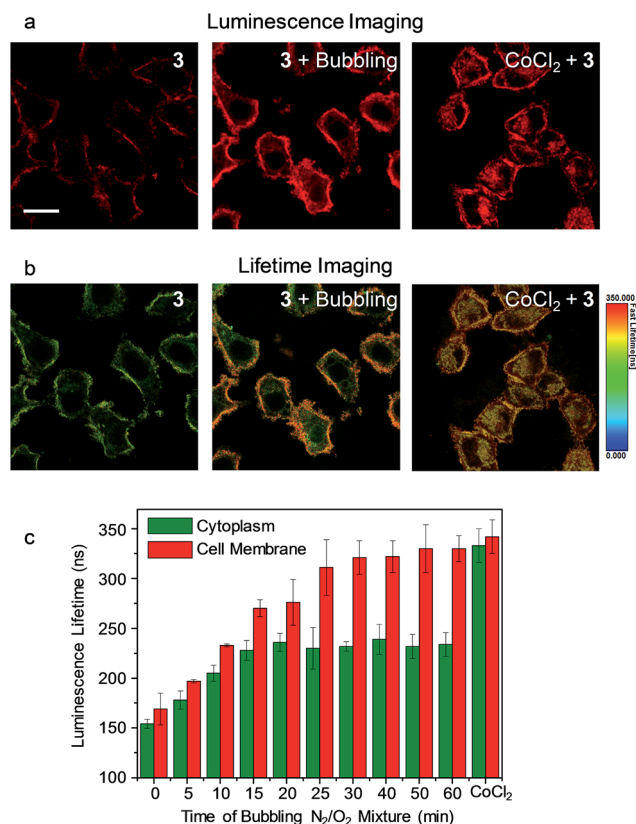 a
Luminescence Imaging
3
3 + Bubbling
CoCl₂ + 3
b
Lifetime Imaging
3
3 + Bubbling
CoCl₂ + 3
350.000
Fast Lifetime[ns]
0.000
c
Cytoplasm
Cell Membrane
Luminescence Lifetime (ns)
350
300
250
200
150
100
0 5 10 15 20 25 30 40 50 60 CoCl₂
Time of Bubbling N₂/O₂ Mixture (min)